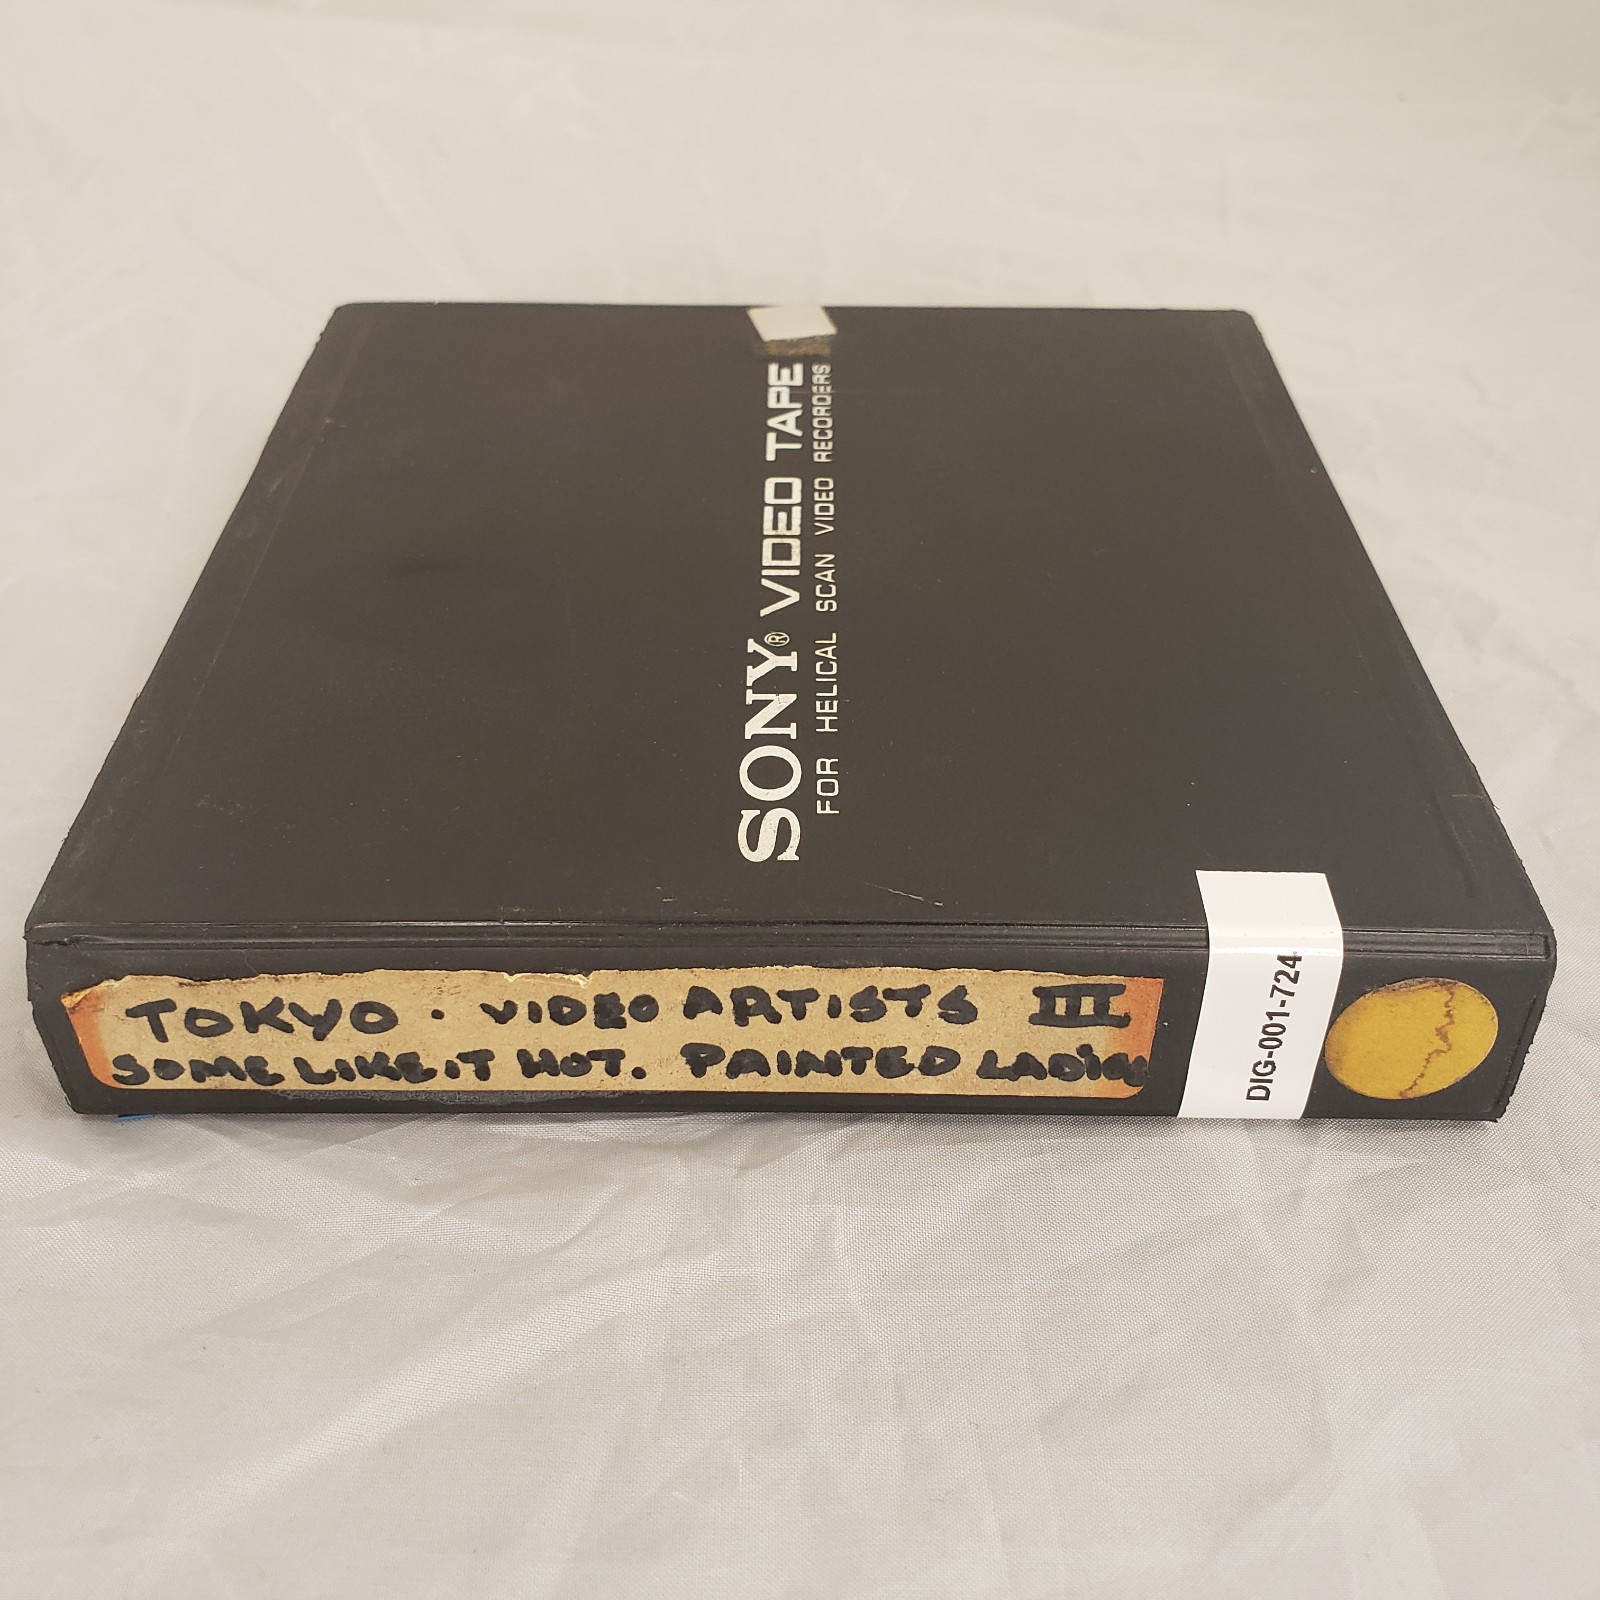 SONY® VIDEO TAPE
FOR HELICAL SCAN VIDEO RECORDERS
TOKYO · VIDEO ARTISTS III
SOME LIKE IT HOT. PAINTED LADIES
DIG-001-724